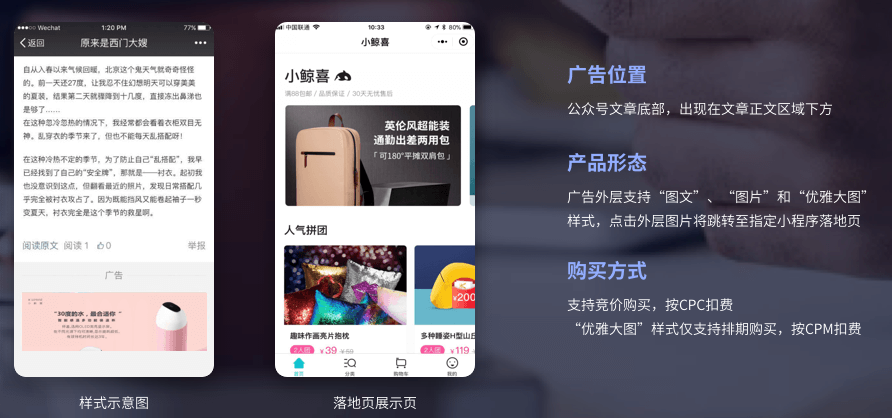 Wechat
1:20 PM
77%
返回
原来是西门大嫂
自从入春以来气候回暖，北京这个鬼天气就奇奇怪怪
的。前一天还27度，让我忍不住幻想明天可以穿美美
的夏装，结果第二天就骤降到十几度，直接冻出鼻涕也
是够了……
在这种忽冷忽热的情况下，我经常都会看着衣柜双目无
神。乱穿衣的季节来了，但也不能每天乱搭配呀！
在这种冷热不定的季节，为了防止自己“乱搭配”，我早
已经找到了自己的“安全牌”，那就是——衬衣。起初我
也没意识到这点，但翻看最近的照片，发现日常搭配几
乎完全被衬衣攻占了。因为既能挡风又能卷起袖子一秒
变夏天，衬衣完全是这个季节的救星啊。
阅读原文 阅读 1 0 举报
广告
“30度的水，最合适你”
样式示意图
中国联通
10:33
80%
小鲸喜
小鲸喜
满88包邮 / 品质保证 / 30天无忧售后
英伦风超能装
通勤出差两用包
「可180°平摊双肩包」
人气拼团
¥200
趣味作画亮片抱枕
多种睡姿H型山丘
2人团 ¥39 ¥59
2人团 ¥119
首页 分类 购物车 我的
落地页展示页
广告位置
公众号文章底部，出现在文章正文区域下方
产品形态
广告外层支持“图文”、“图片”和“优雅大图”
样式，点击外层图片将跳转至指定小程序落地页
购买方式
支持竞价购买，按CPC扣费
“优雅大图”样式仅支持排期购买，按CPM扣费